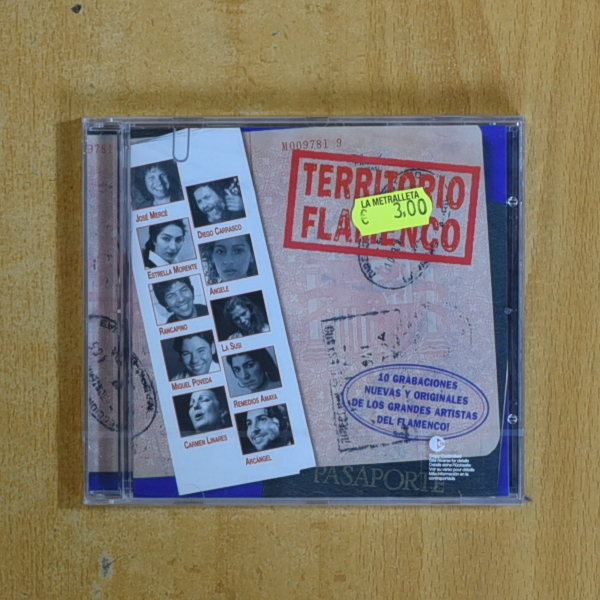 M009781 9
9781
TERRITORIO
FLAMENCO
LA METRALLETA
€ 3,00
JOSÉ MERCÉ
DIEGO CARRASCO
ESTRELLA MORENTE
ÁNGELE
RANCAPINO
LA SUSI
MIGUEL POVEDA
REMEDIOS AMAYA
CARMEN LINARES
ARCÁNGEL
10 GRABACIONES
NUEVAS Y ORIGINALES
DE LOS GRANDES ARTISTAS
DEL FLAMENCO!
PASAPORTE